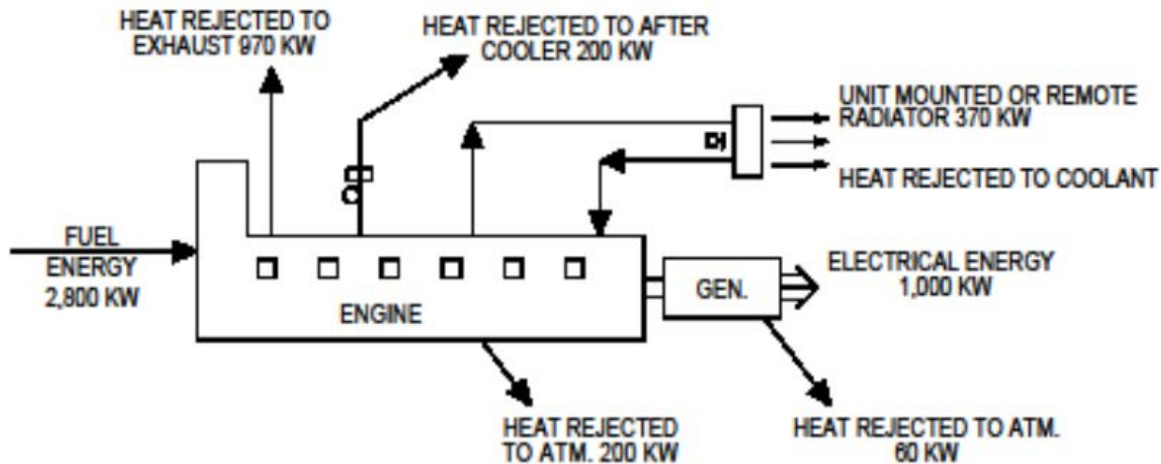 HEAT REJECTED TO
EXHAUST 970 KW
HEAT REJECTED TO AFTER
COOLER 200 KW
UNIT MOUNTED OR REMOTE
RADIATOR 370 KW
HEAT REJECTED TO COOLANT
FUEL
ENERGY
2,800 KW
ENGINE
GEN.
ELECTRICAL ENERGY
1,000 KW
HEAT REJECTED
TO ATM. 200 KW
HEAT REJECTED TO ATM.
60 KW